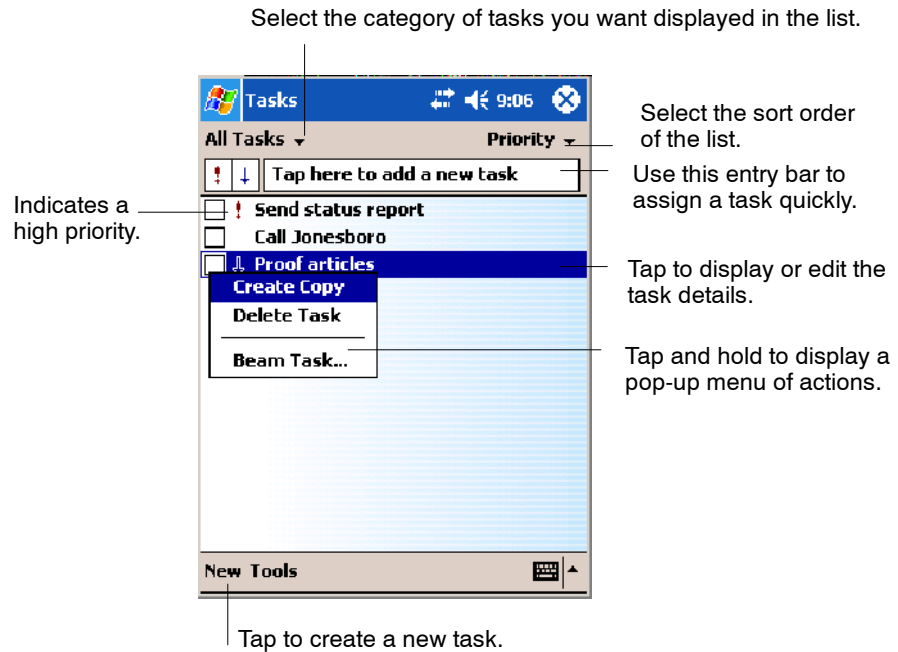 Select the category of tasks you want displayed in the list.
Tasks
9:06
All Tasks
Priority
Select the sort order
of the list.
Tap here to add a new task
Use this entry bar to
assign a task quickly.
Indicates a
high priority.
Send status report
Call Jonesboro
Proof articles
Tap to display or edit the
task details.
Create Copy
Delete Task
Beam Task...
Tap and hold to display a
pop-up menu of actions.
New Tools
Tap to create a new task.